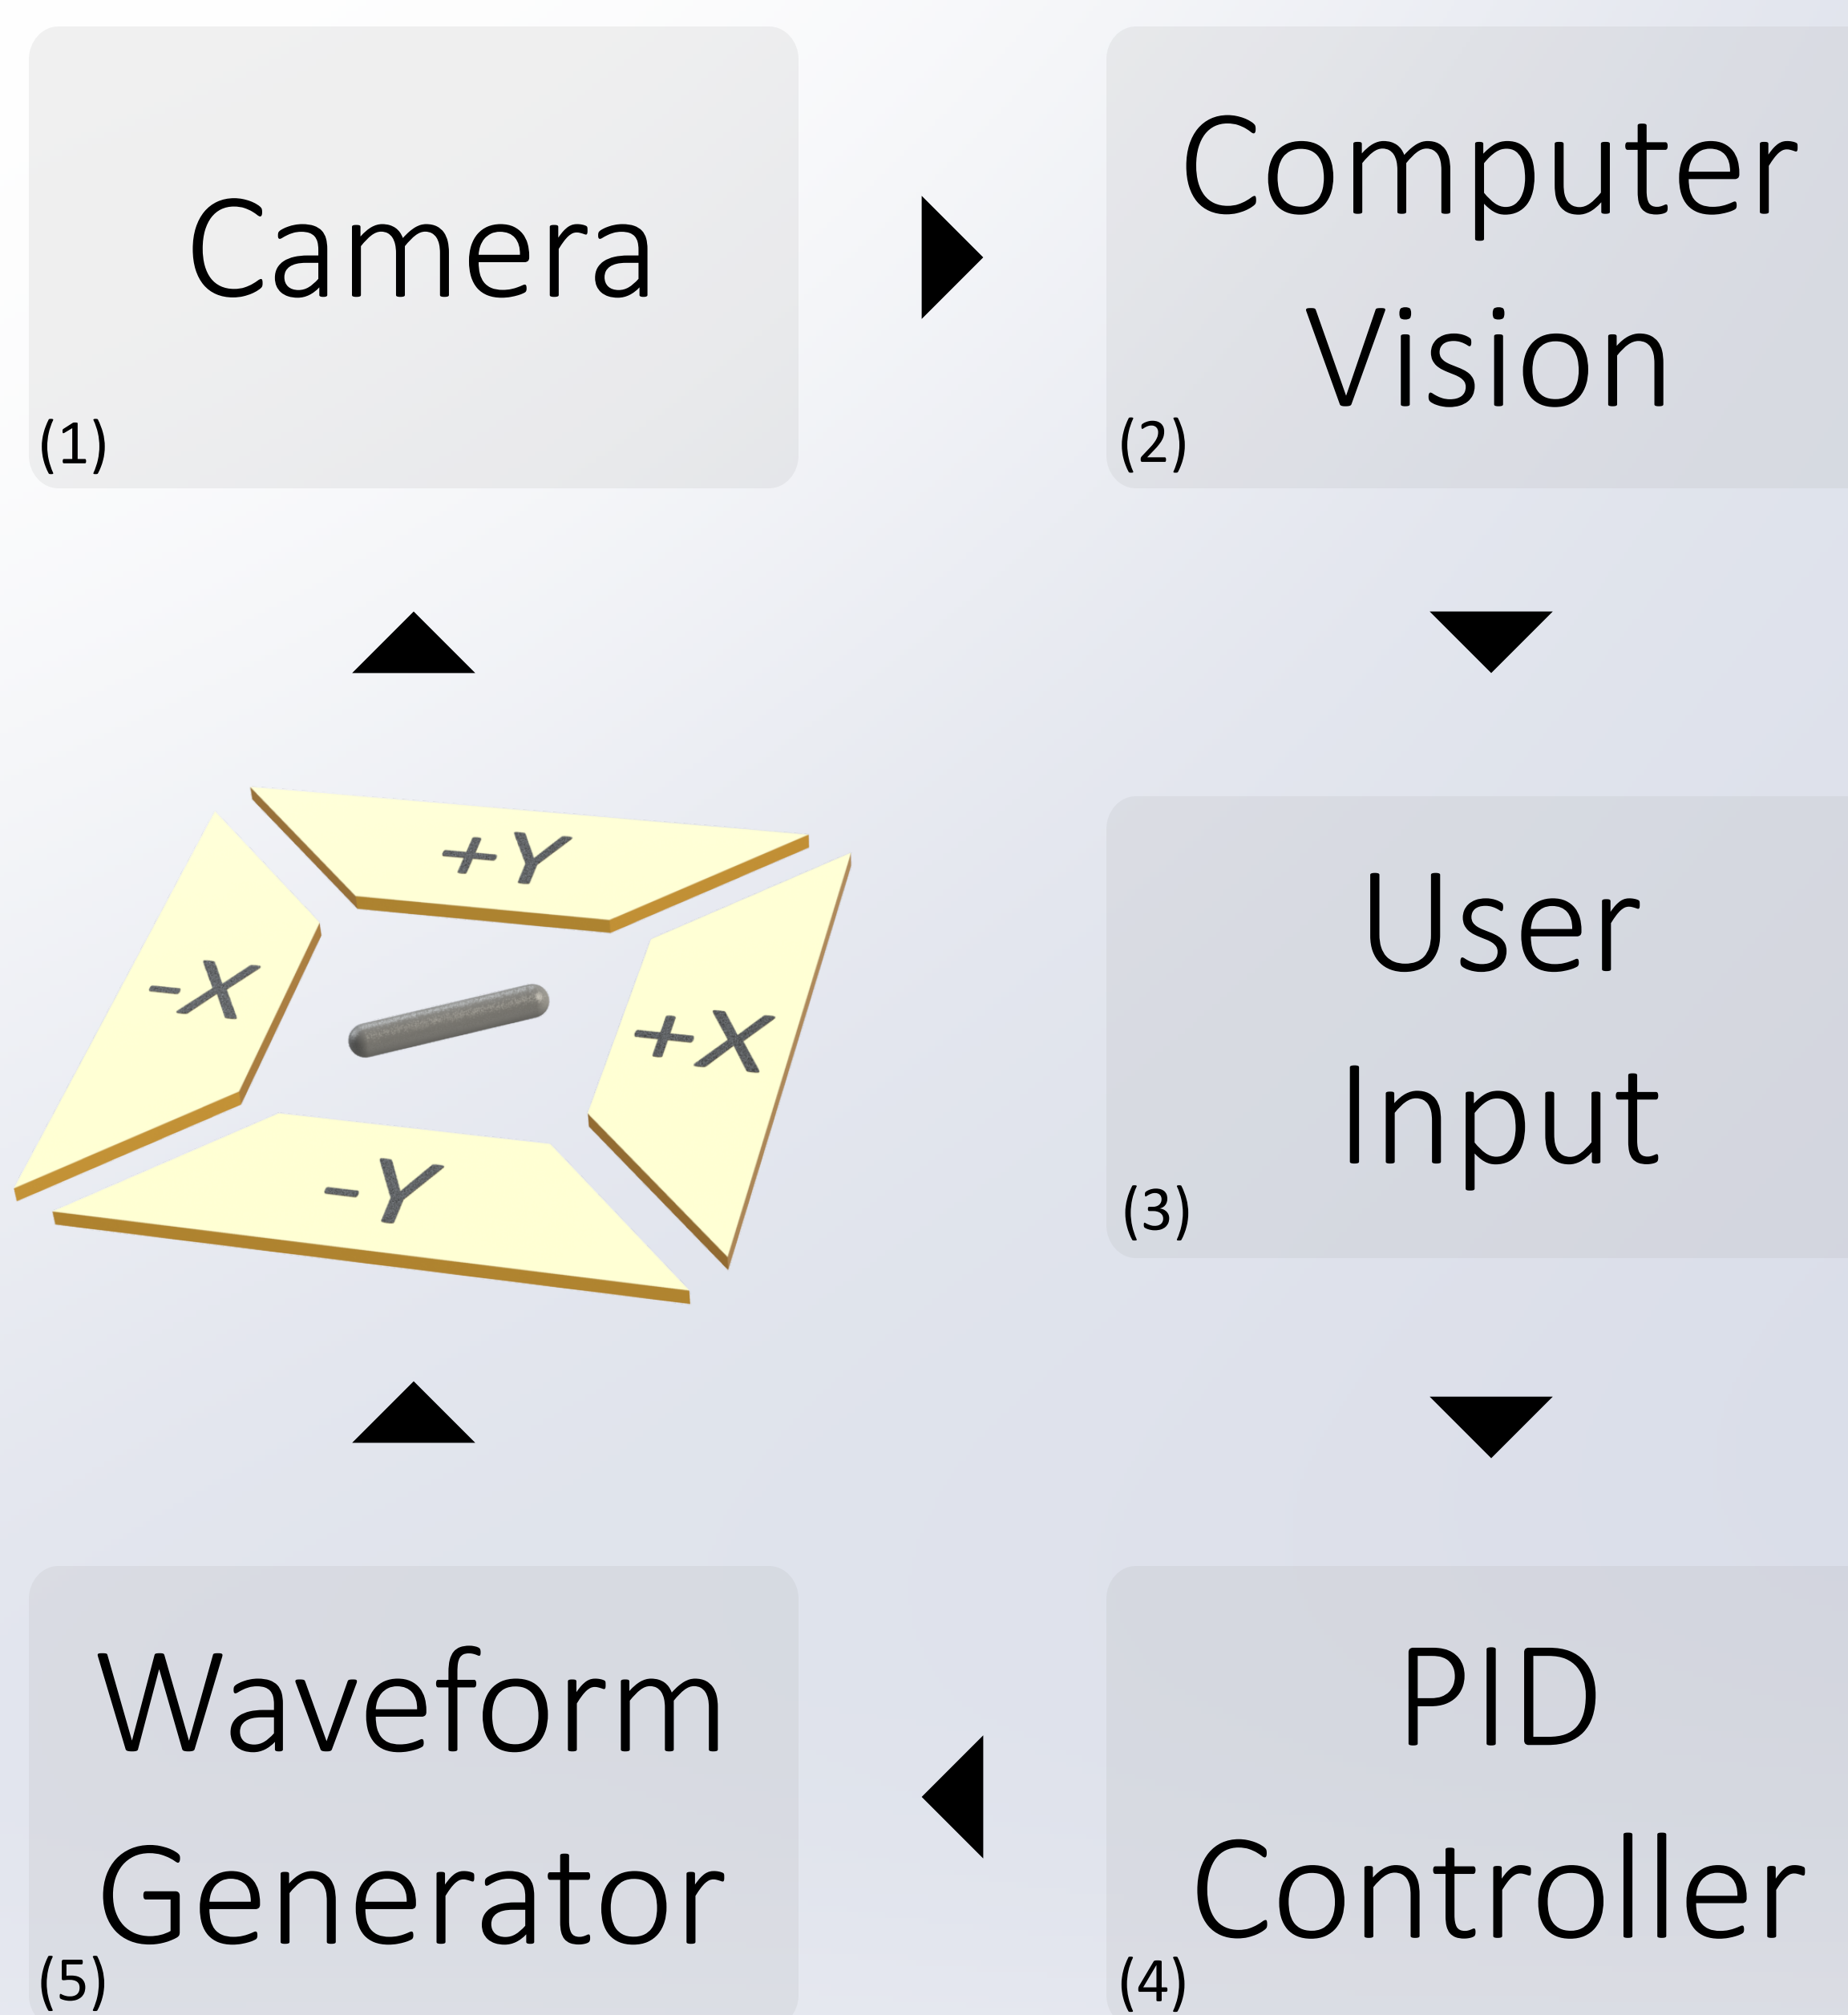 Camera
(1)
Computer
Vision
(2)
+Y
-X
+X
-Y
User
Input
(3)
Waveform
Generator
(5)
PID
Controller
(4)